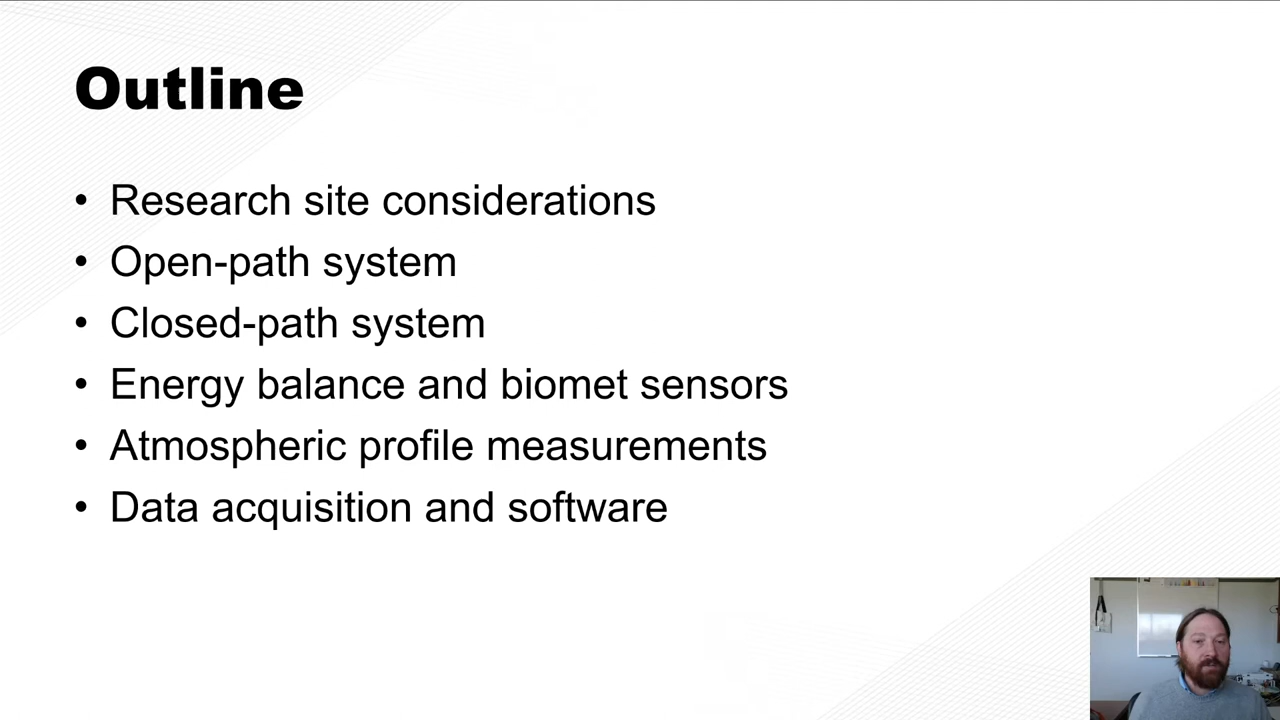 Outline
• Research site considerations
• Open-path system
• Closed-path system
• Energy balance and biomet sensors
• Atmospheric profile measurements
• Data acquisition and software